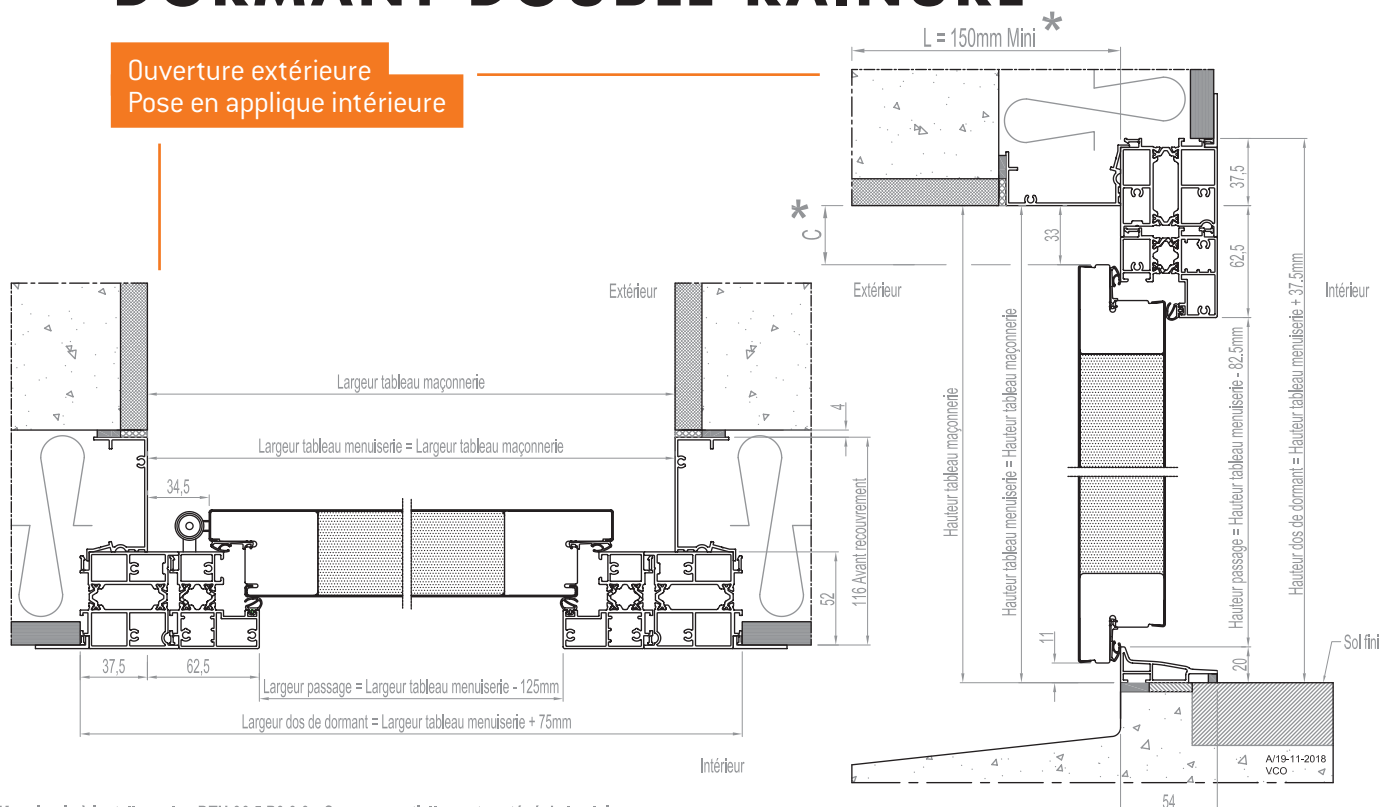 DORMANT DOUBLE RAINURE
Ouverture extérieure
Pose en applique intérieure
L = 150mm Mini *
* C
33
37,5
62,5
Extérieur
Extérieur
Intérieur
Largeur tableau maçonnerie
Largeur tableau menuiserie = Largeur tableau maçonnerie
34,5
4
116 Avant recouvrement
52
37,5
62,5
Largeur passage = Largeur tableau menuiserie - 125mm
Largeur dos de dormant = Largeur tableau menuiserie + 75mm
Intérieur
Hauteur tableau maçonnerie
Hauteur tableau menuiserie = Hauteur tableau maçonnerie
Hauteur passage = Hauteur tableau menuiserie - 82.5mm
Hauteur dos de dormant = Hauteur tableau menuiserie + 37.5mm
11
20
Sol fini
A/19-11-2018
VCO
54